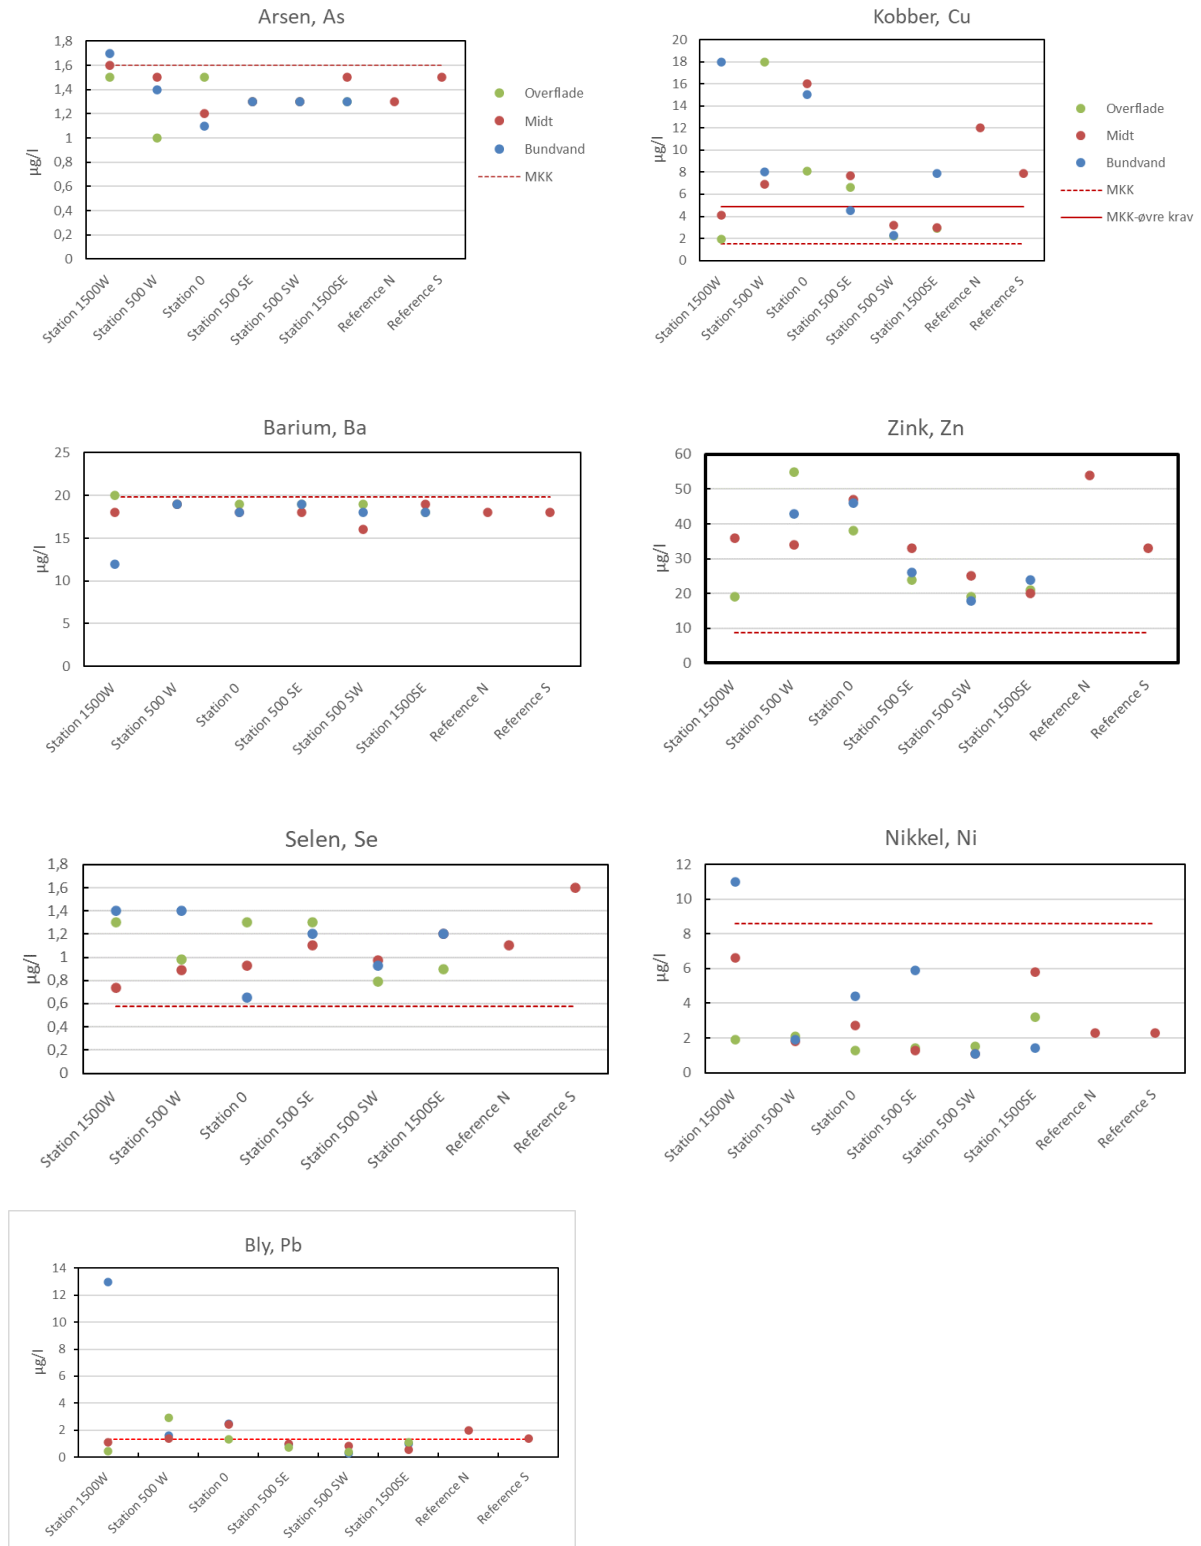 Arsen, As
1,8
1,6
1,4
1,2
1
0,8
0,6
0,4
0,2
0
µg/l
Station 1500W
Station 500 W
Station 0
Station 500 SE
Station 500 SW
Station 1500SE
Reference N
Reference S
Overflade
Midt
Bundvand
MKK
Kobber, Cu
20
18
16
14
12
10
8
6
4
2
0
µg/l
Station 1500W
Station 500 W
Station 0
Station 500 SE
Station 500 SW
Station 1500SE
Reference N
Reference S
Overflade
Midt
Bundvand
MKK
MKK-øvre krav
Barium, Ba
25
20
15
10
5
0
µg/l
Station 1500W
Station 500 W
Station 0
Station 500 SE
Station 500 SW
Station 1500SE
Reference N
Reference S
Zink, Zn
60
50
40
30
20
10
0
µg/l
Station 1500W
Station 500 W
Station 0
Station 500 SE
Station 500 SW
Station 1500SE
Reference N
Reference S
Selen, Se
1,8
1,6
1,4
1,2
1
0,8
0,6
0,4
0,2
0
µg/l
Station 1500W
Station 500 W
Station 0
Station 500 SE
Station 500 SW
Station 1500SE
Reference N
Reference S
Nikkel, Ni
12
10
8
6
4
2
0
µg/l
Station 1500W
Station 500 W
Station 0
Station 500 SE
Station 500 SW
Station 1500SE
Reference N
Reference S
Bly, Pb
14
12
10
8
6
4
2
0
µg/l
Station 1500W
Station 500 W
Station 0
Station 500 SE
Station 500 SW
Station 1500SE
Reference N
Reference S